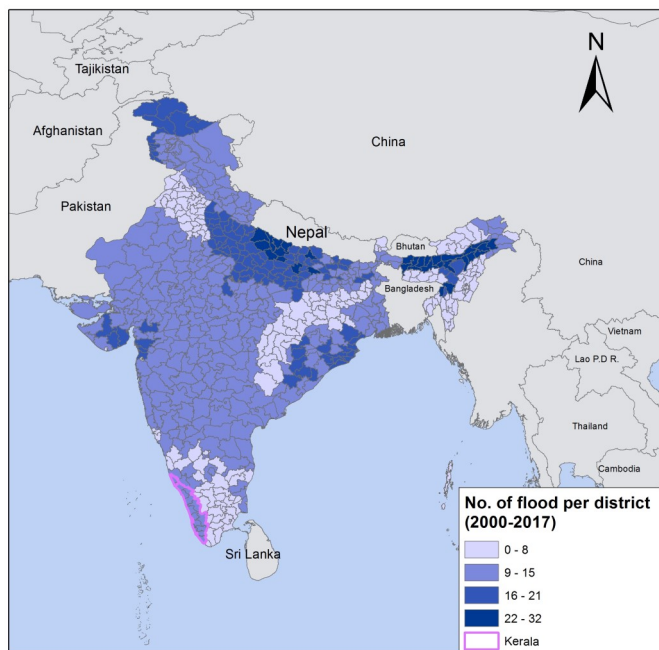 Tajikistan
N
Afghanistan
China
Pakistan
Nepal
Bhutan
China
Bangladesh
Vietnam
Lao P.D R.
Thailand
Cambodia
Sri Lanka
No. of flood per district
(2000-2017)
0 - 8
9 - 15
16 - 21
22 - 32
Kerala